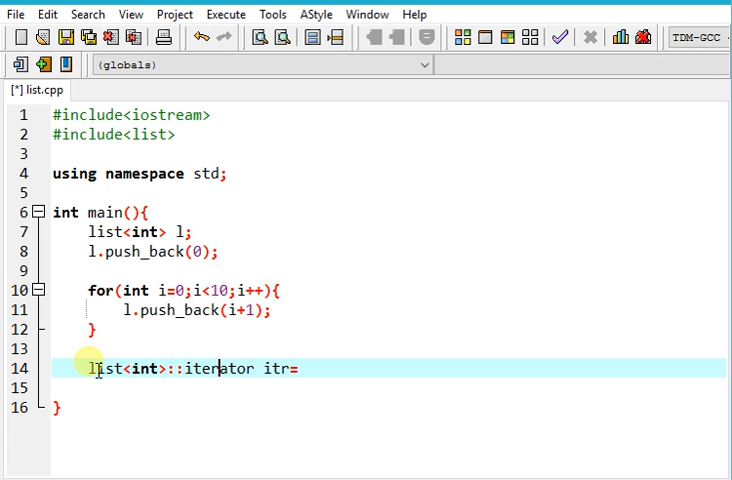 File Edit Search View Project Execute Tools AStyle Window Help
TDM-GCC
(globals)
[*] list.cpp
1 #include<iostream>
2 #include<list>
3
4 using namespace std;
5
6 int main(){
7 list<int> l;
8 l.push_back(0);
9
10 for(int i=0;i<10;i++){
11 l.push_back(i+1);
12 }
13
14 list<int>::iterator itr=
15
16 }